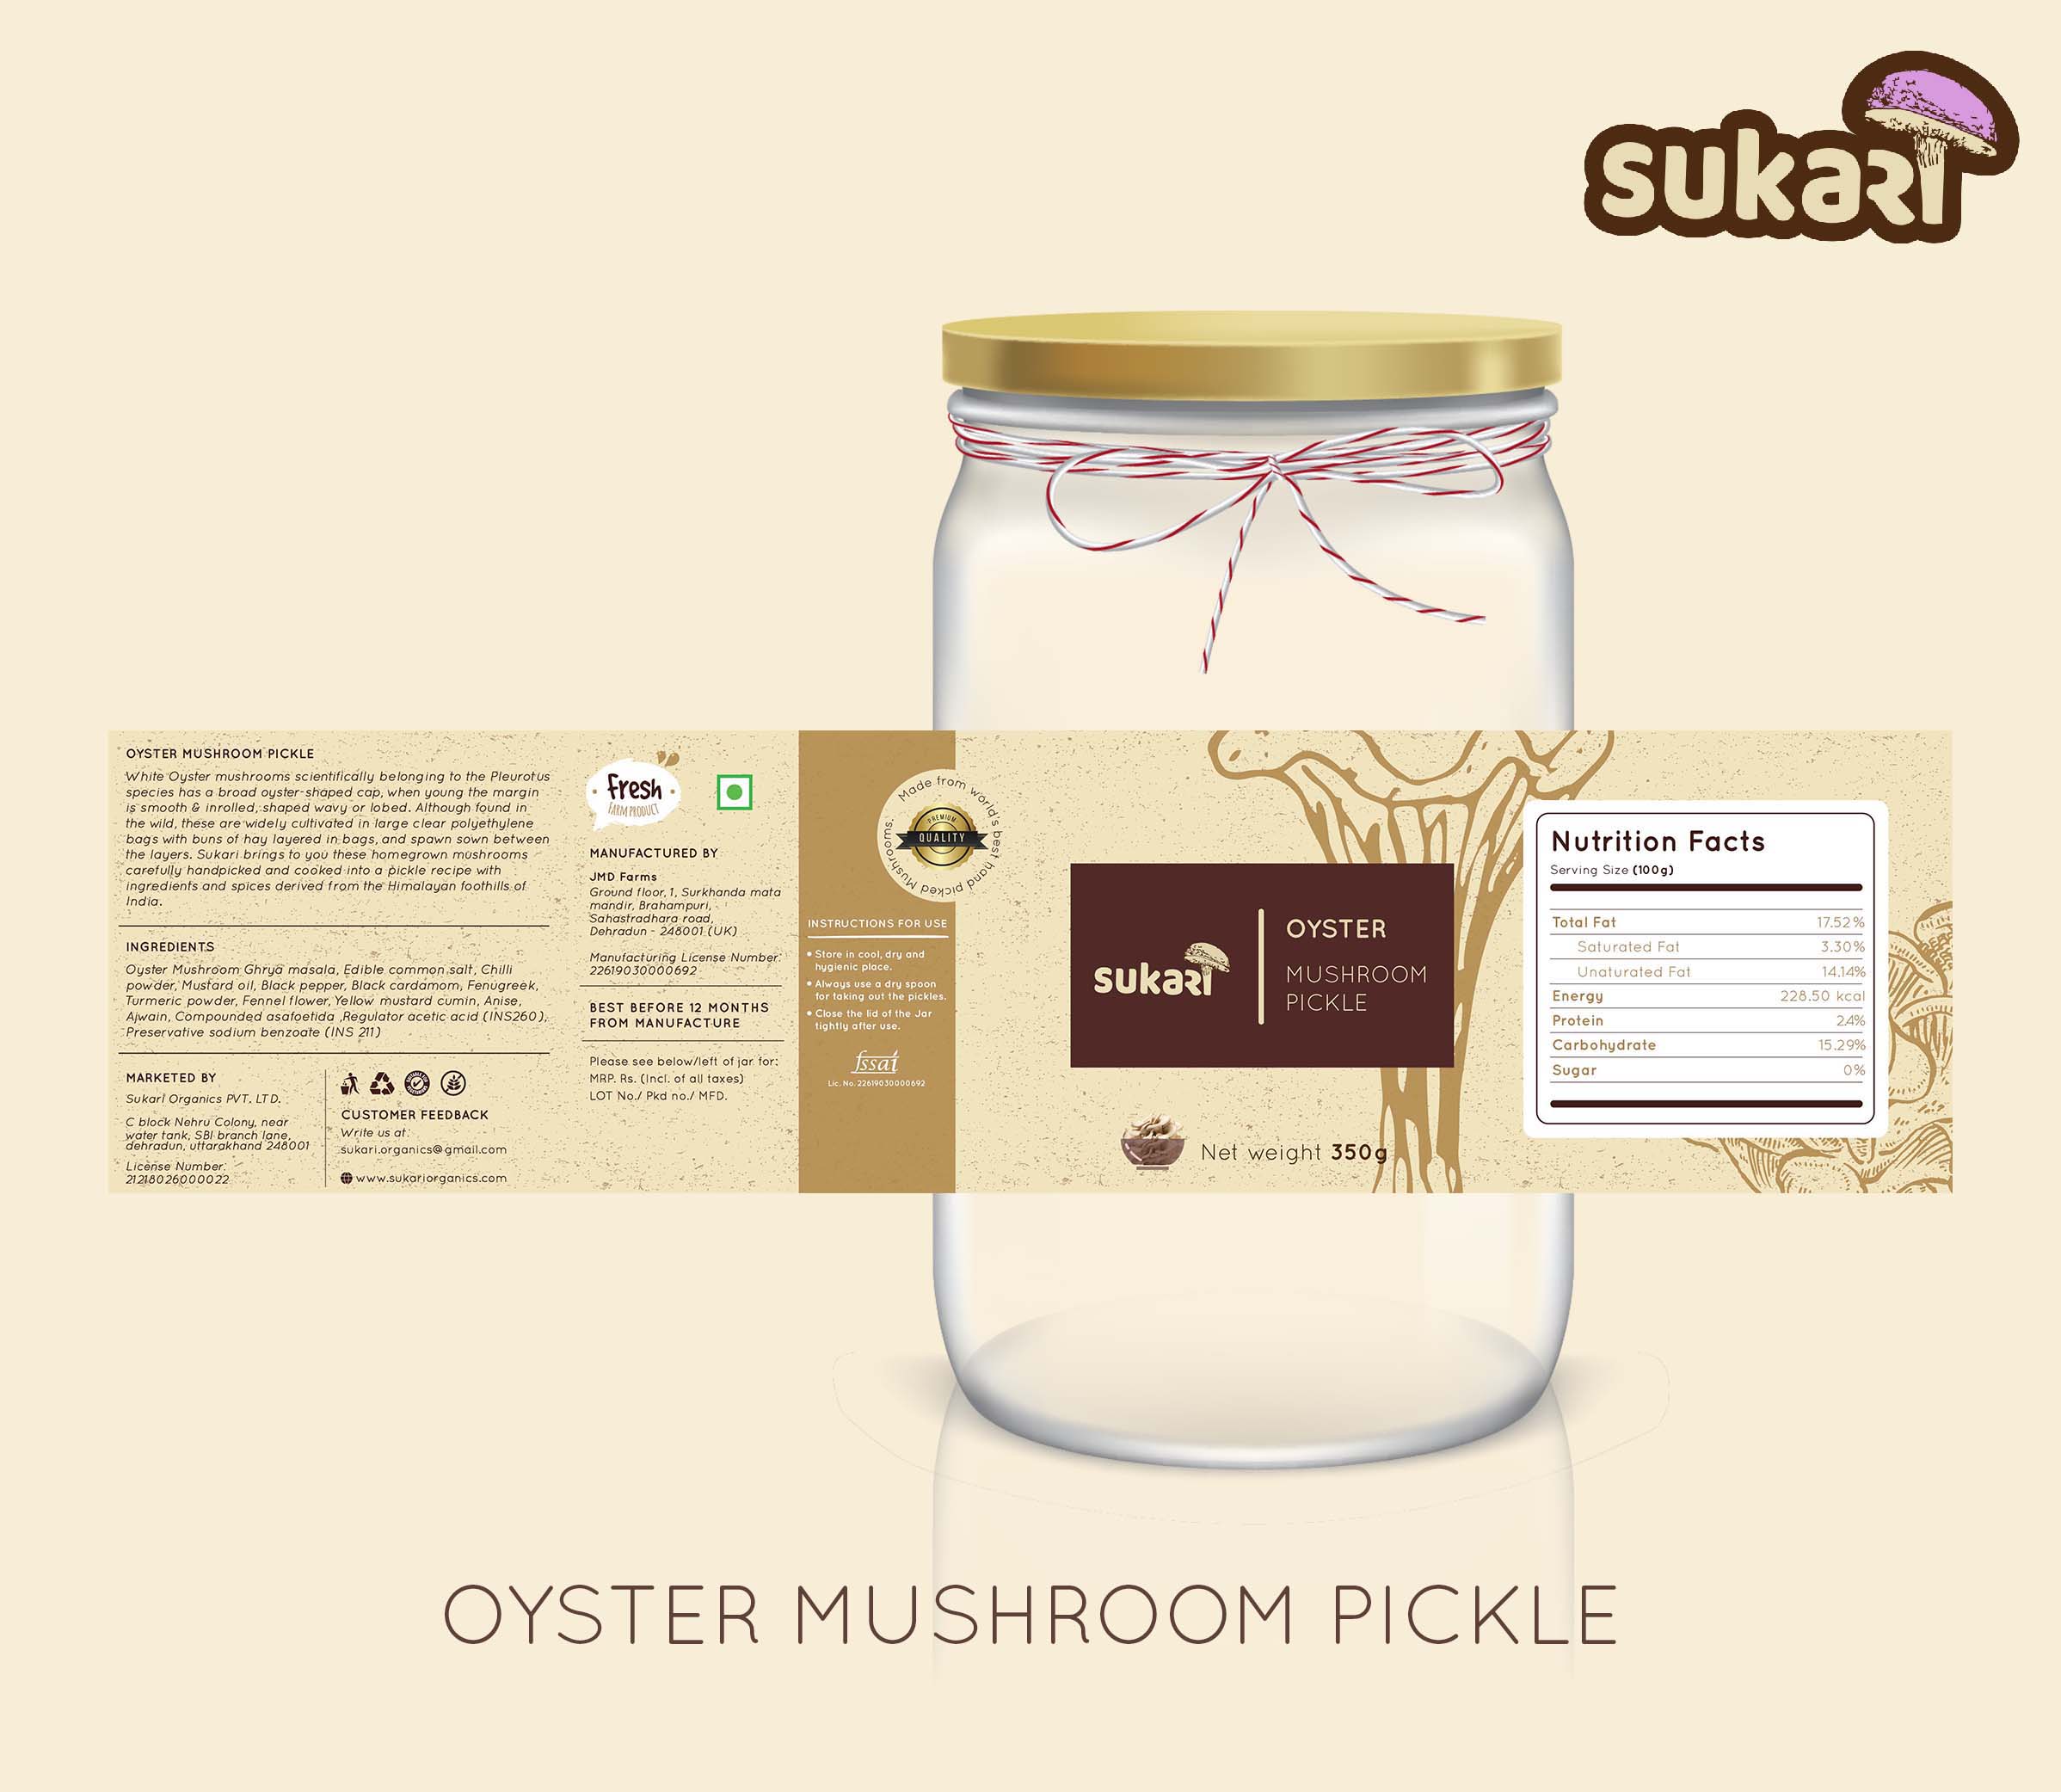 sukari
OYSTER MUSHROOM PICKLE
White Oyster mushrooms scientifically belonging to the Pleurotus
species has a broad oyster-shaped cap, when young the margin
is smooth & inrolled, shaped wavy or lobed. Although found in
the wild, these are widely cultivated in large clear polyethylene
bags with buns of hay layered in bags, and spawn sown between
the layers. Sukari brings to you these homegrown mushrooms
carefully handpicked and cooked into a pickle recipe with
ingredients and spices derived from the Himalayan foothills of
India.
INGREDIENTS
Oyster Mushroom Ghrya masala, Edible common salt, Chilli
powder, Mustard oil, Black pepper, Black cardamom, Fenugreek,
Turmeric powder, Fennel flower, Yellow mustard cumin, Anise,
Ajwain, Compounded asafoetida ,Regulator acetic acid (INS260),
Preservative sodium benzoate (INS 211)
MARKETED BY
Sukari Organics PVT. LTD.
C block Nehru Colony, near
water tank, SBI branch lane,
dehradun, uttarakhand 248001
License Number:
21218026000022
CUSTOMER FEEDBACK
Write us at:
sukari.organics@gmail.com
www.sukariorganics.com
fresh
FARM PRODUCT
MANUFACTURED BY
JMD Farms
Ground floor, 1, Surkhanda mata
mandir, Brahampuri,
Sahastradhara road,
Dehradun - 248001 (UK)
Manufacturing License Number:
22619030000692
BEST BEFORE 12 MONTHS
FROM MANUFACTURE
Please see below/left of jar for:
MRP. Rs. (Incl. of all taxes)
LOT No./ Pkd no./ MFD.
Made from world's best hand picked Mushrooms.
PREMIUM
QUALITY
INSTRUCTIONS FOR USE
• Store in cool, dry and
hygienic place.
• Always use a dry spoon
for taking out the pickles.
• Close the lid of the Jar
tightly after use.
fssai
Lic. No. 22619030000692
sukari
OYSTER
MUSHROOM
PICKLE
Net weight 350g
Nutrition Facts
Serving Size (100g)
Total Fat 17.52%
Saturated Fat 3.30%
Unaturated Fat 14.14%
Energy 228.50 kcal
Protein 2.4%
Carbohydrate 15.29%
Sugar 0%
OYSTER MUSHROOM PICKLE